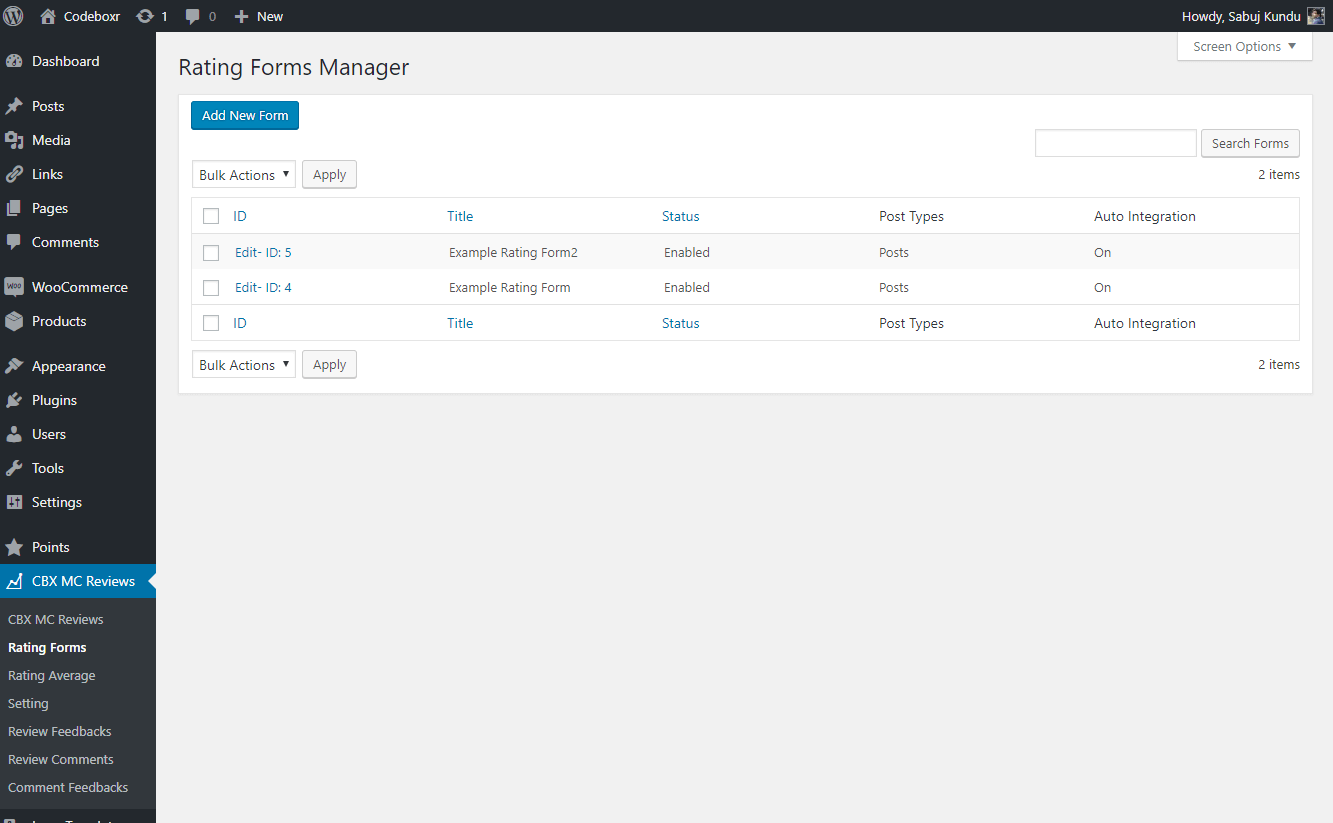 Codeboxr 1 0 New Howdy, Sabuj Kundu
Screen Options
Dashboard
Posts
Media
Links
Pages
Comments
WooCommerce
Products
Appearance
Plugins
Users
Tools
Settings
Points
CBX MC Reviews
CBX MC Reviews
Rating Forms
Rating Average
Setting
Review Feedbacks
Review Comments
Comment Feedbacks
Rating Forms Manager
Add New Form
Search Forms
Bulk Actions Apply 2 items
ID Title Status Post Types Auto Integration
Edit- ID: 5 Example Rating Form2 Enabled Posts On
Edit- ID: 4 Example Rating Form Enabled Posts On
ID Title Status Post Types Auto Integration
Bulk Actions Apply 2 items